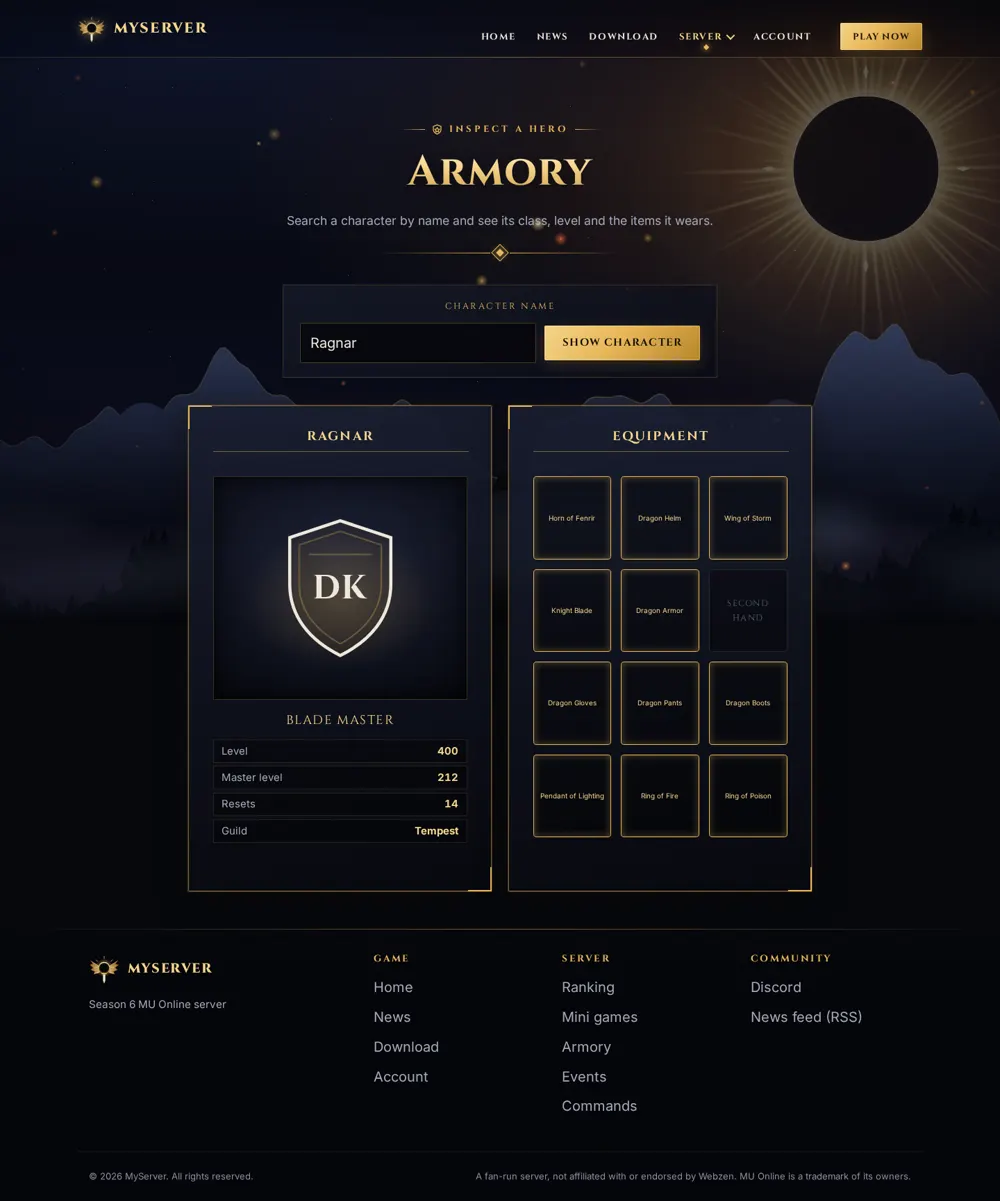 MYSERVER
HOME NEWS DOWNLOAD SERVER ACCOUNT PLAY NOW
INSPECT A HERO
ARMORY
Search a character by name and see its class, level and the items it wears.
CHARACTER NAME
Ragnar SHOW CHARACTER
RAGNAR
DK
BLADE MASTER
Level 400
Master level 212
Resets 14
Guild Tempest
EQUIPMENT
Horn of Fenrir Dragon Helm Wing of Storm
Knight Blade Dragon Armor SECOND HAND
Dragon Gloves Dragon Pants Dragon Boots
Pendant of Lighting Ring of Fire Ring of Poison
MYSERVER
Season 6 MU Online server
GAME
Home
News
Download
Account
SERVER
Ranking
Mini games
Armory
Events
Commands
COMMUNITY
Discord
News feed (RSS)
© 2026 MyServer. All rights reserved.
A fan-run server, not affiliated with or endorsed by Webzen. MU Online is a trademark of its owners.